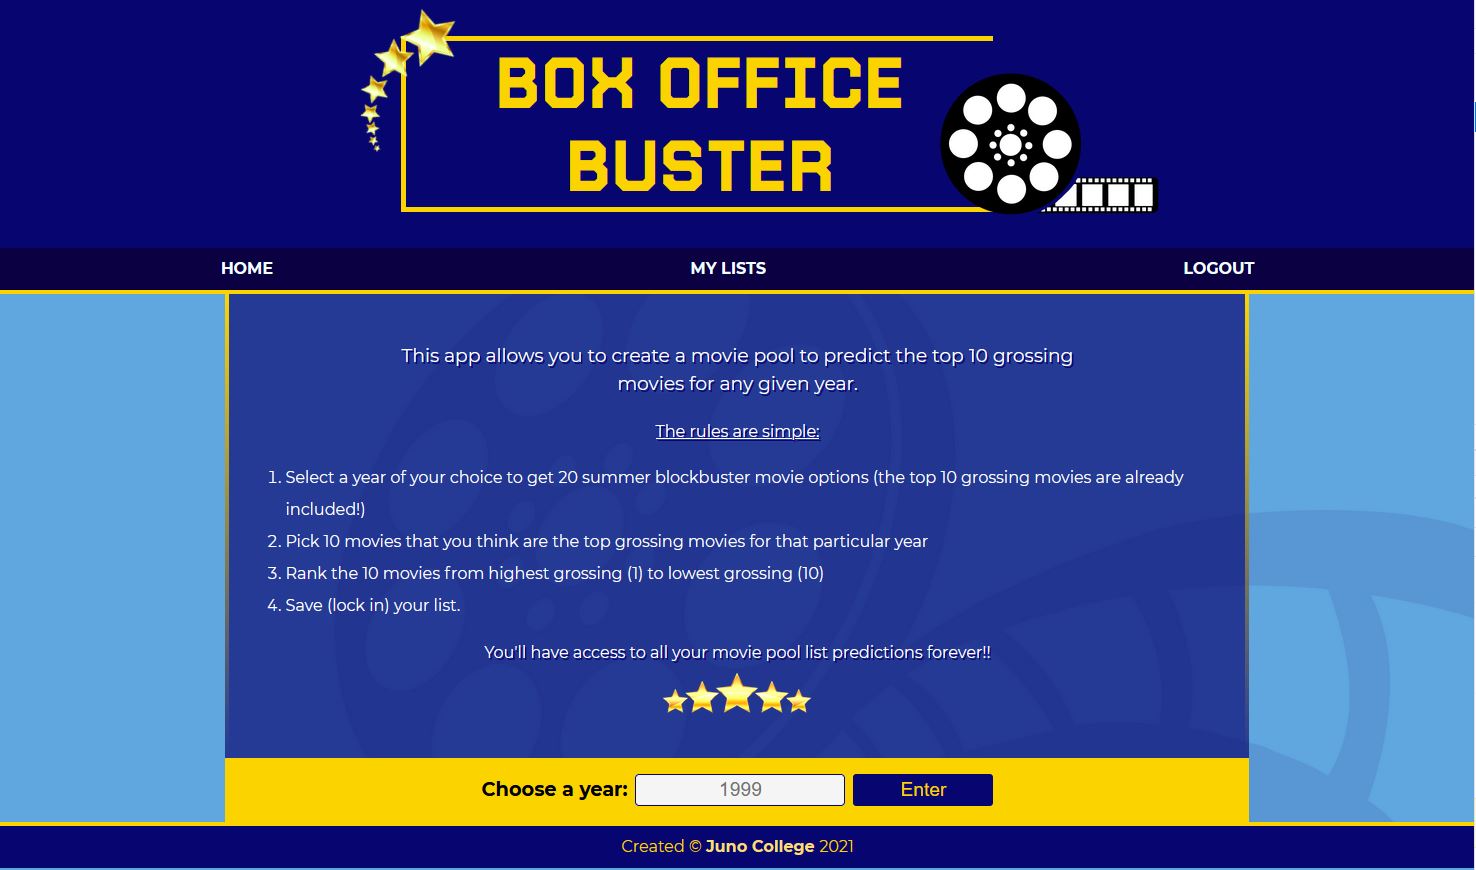 BOX OFFICE
BUSTER
HOME MY LISTS LOGOUT
This app allows you to create a movie pool to predict the top 10 grossing
movies for any given year.
The rules are simple:
1. Select a year of your choice to get 20 summer blockbuster movie options (the top 10 grossing movies are already
included!)
2. Pick 10 movies that you think are the top grossing movies for that particular year
3. Rank the 10 movies from highest grossing (1) to lowest grossing (10)
4. Save (lock in) your list.
You'll have access to all your movie pool list predictions forever!!
Choose a year: 1999 Enter
Created © Juno College 2021